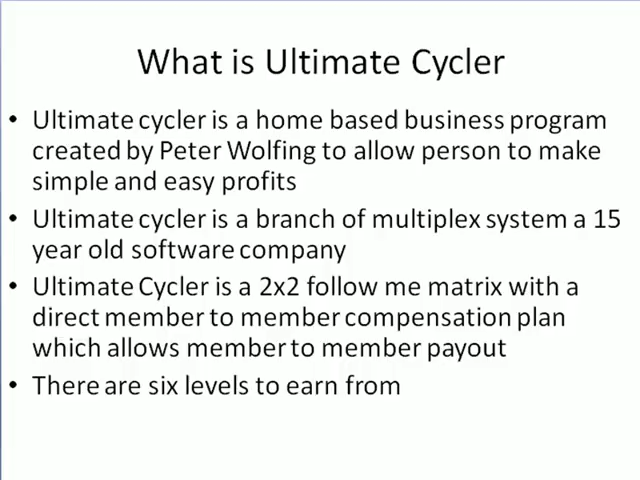 What is Ultimate Cycler
• Ultimate cycler is a home based business program
created by Peter Wolfing to allow person to make
simple and easy profits
• Ultimate cycler is a branch of multiplex system a 15
year old software company
• Ultimate Cycler is a 2x2 follow me matrix with a
direct member to member compensation plan
which allows member to member payout
• There are six levels to earn from